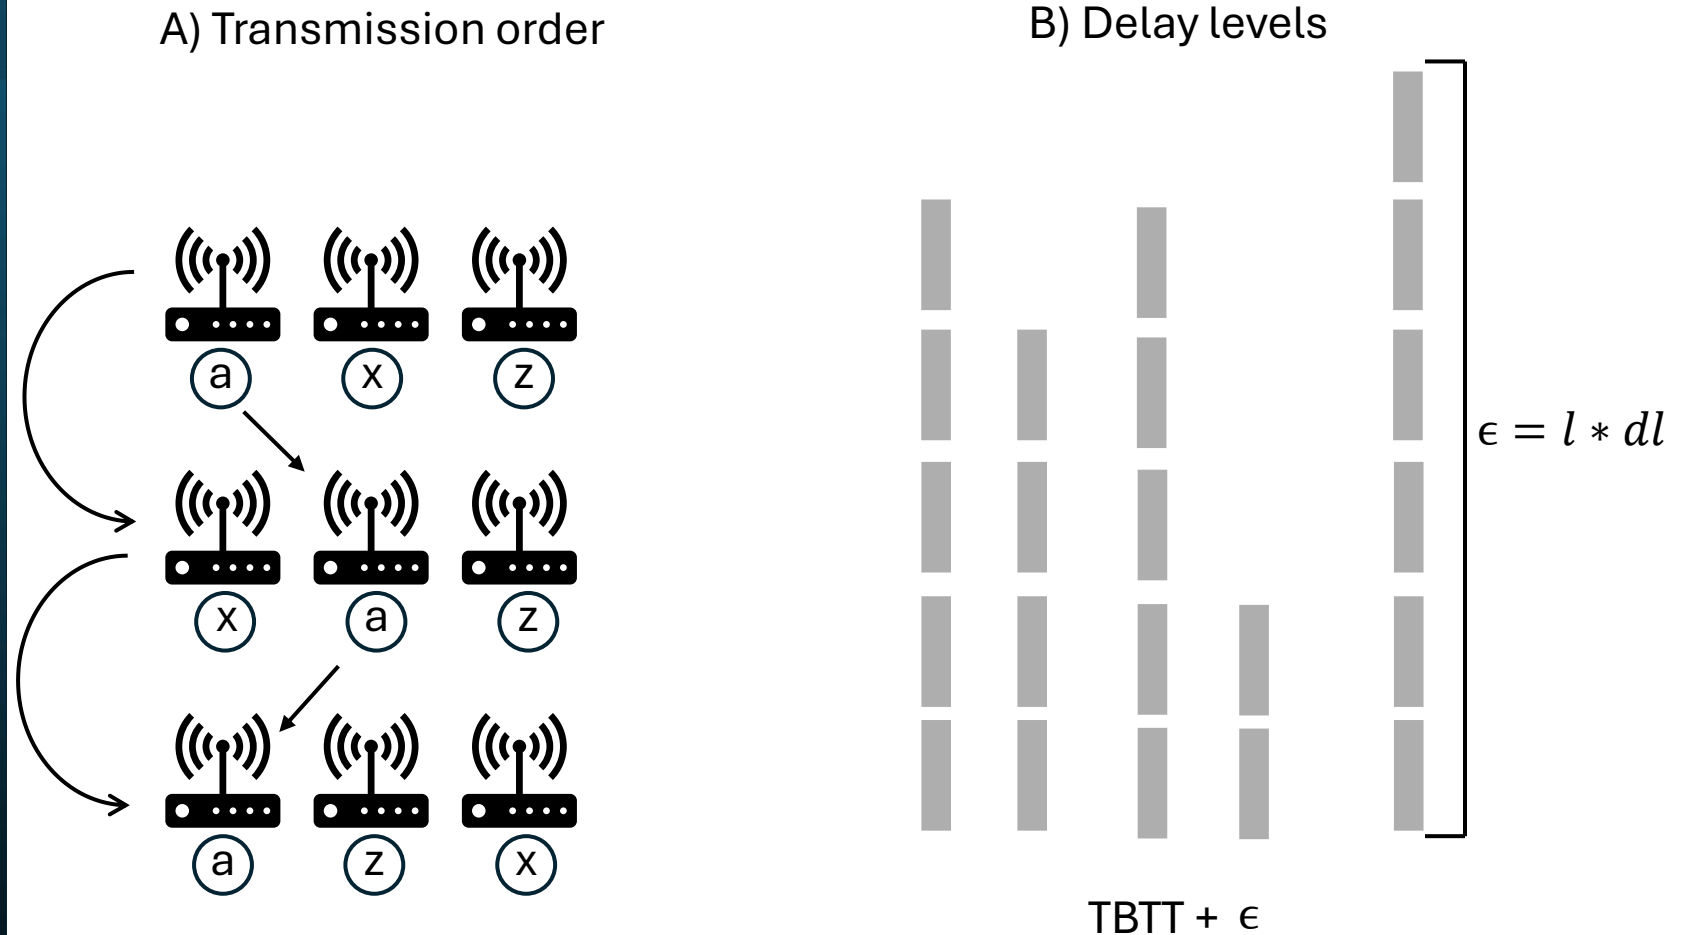 A) Transmission order
a x z
x a z
a z x
B) Delay levels
ϵ = l ∗ dl
TBTT + ϵ